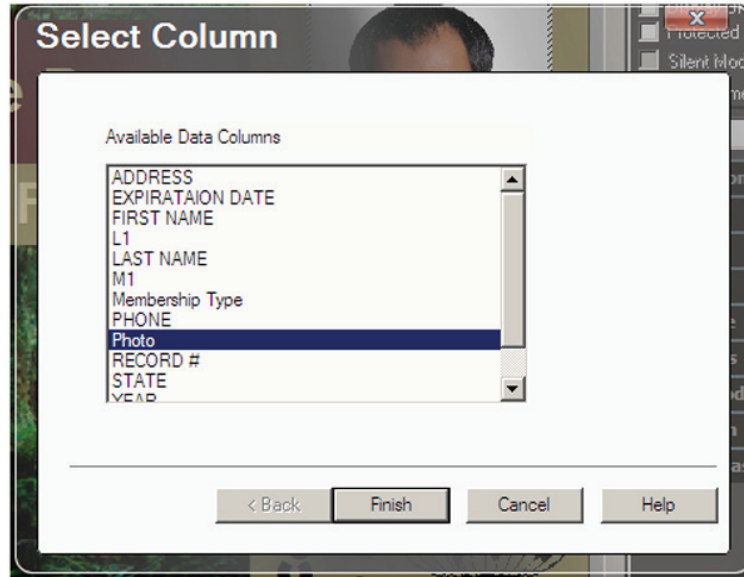 Select Column
Protected
Silent Mod
Available Data Columns
ADDRESS
EXPIRATAION DATE
FIRST NAME
L1
LAST NAME
M1
Membership Type
PHONE
Photo
RECORD #
STATE
YEAR
< Back
Finish
Cancel
Help